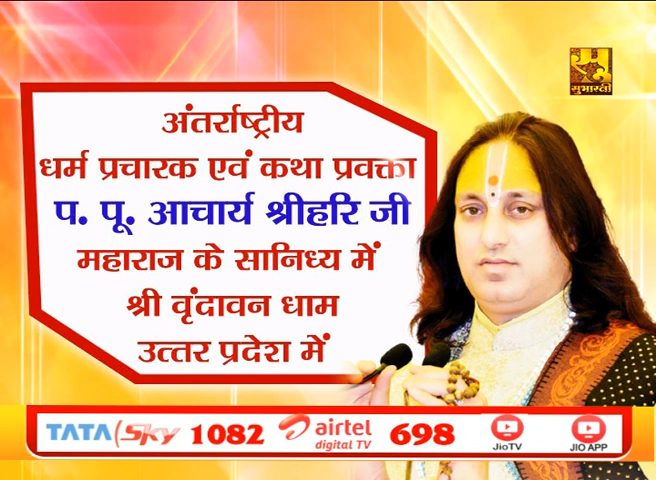 सुभारती
अंतर्राष्ट्रीय
धर्म प्रचारक एवं कथा प्रवक्ता
प. पू. आचार्य श्रीहरि जी
महाराज के सानिध्य में
श्री वृंदावन धाम
उत्तर प्रदेश में
TATA Sky 1082 airtel digital TV 698 JioTV JIO APP